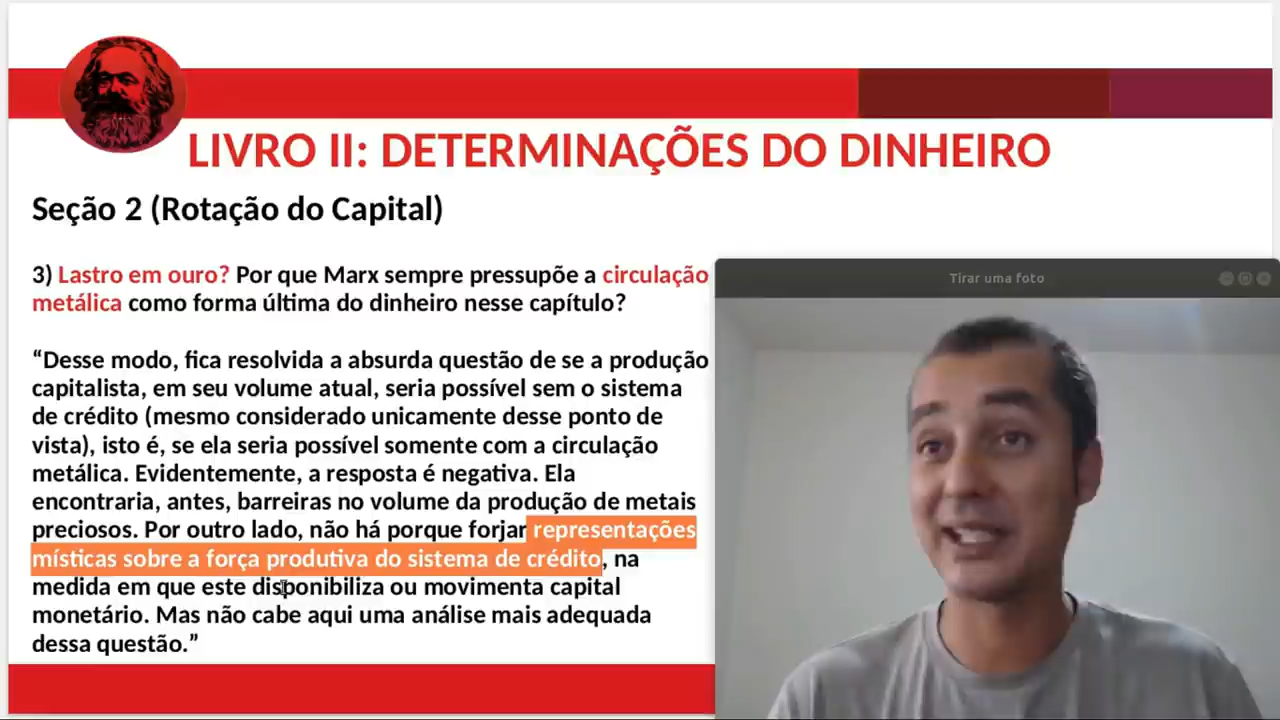 LIVRO II: DETERMINAÇÕES DO DINHEIRO
Seção 2 (Rotação do Capital)
3) Lastro em ouro? Por que Marx sempre pressupõe a circulação
metálica como forma última do dinheiro nesse capítulo?
Tirar uma foto
“Desse modo, fica resolvida a absurda questão de se a produção
capitalista, em seu volume atual, seria possível sem o sistema
de crédito (mesmo considerado unicamente desse ponto de
vista), isto é, se ela seria possível somente com a circulação
metálica. Evidentemente, a resposta é negativa. Ela
encontraria, antes, barreiras no volume da produção de metais
preciosos. Por outro lado, não há porque forjar representações
místicas sobre a força produtiva do sistema de crédito, na
medida em que este disponibiliza ou movimenta capital
monetário. Mas não cabe aqui uma análise mais adequada
dessa questão.”